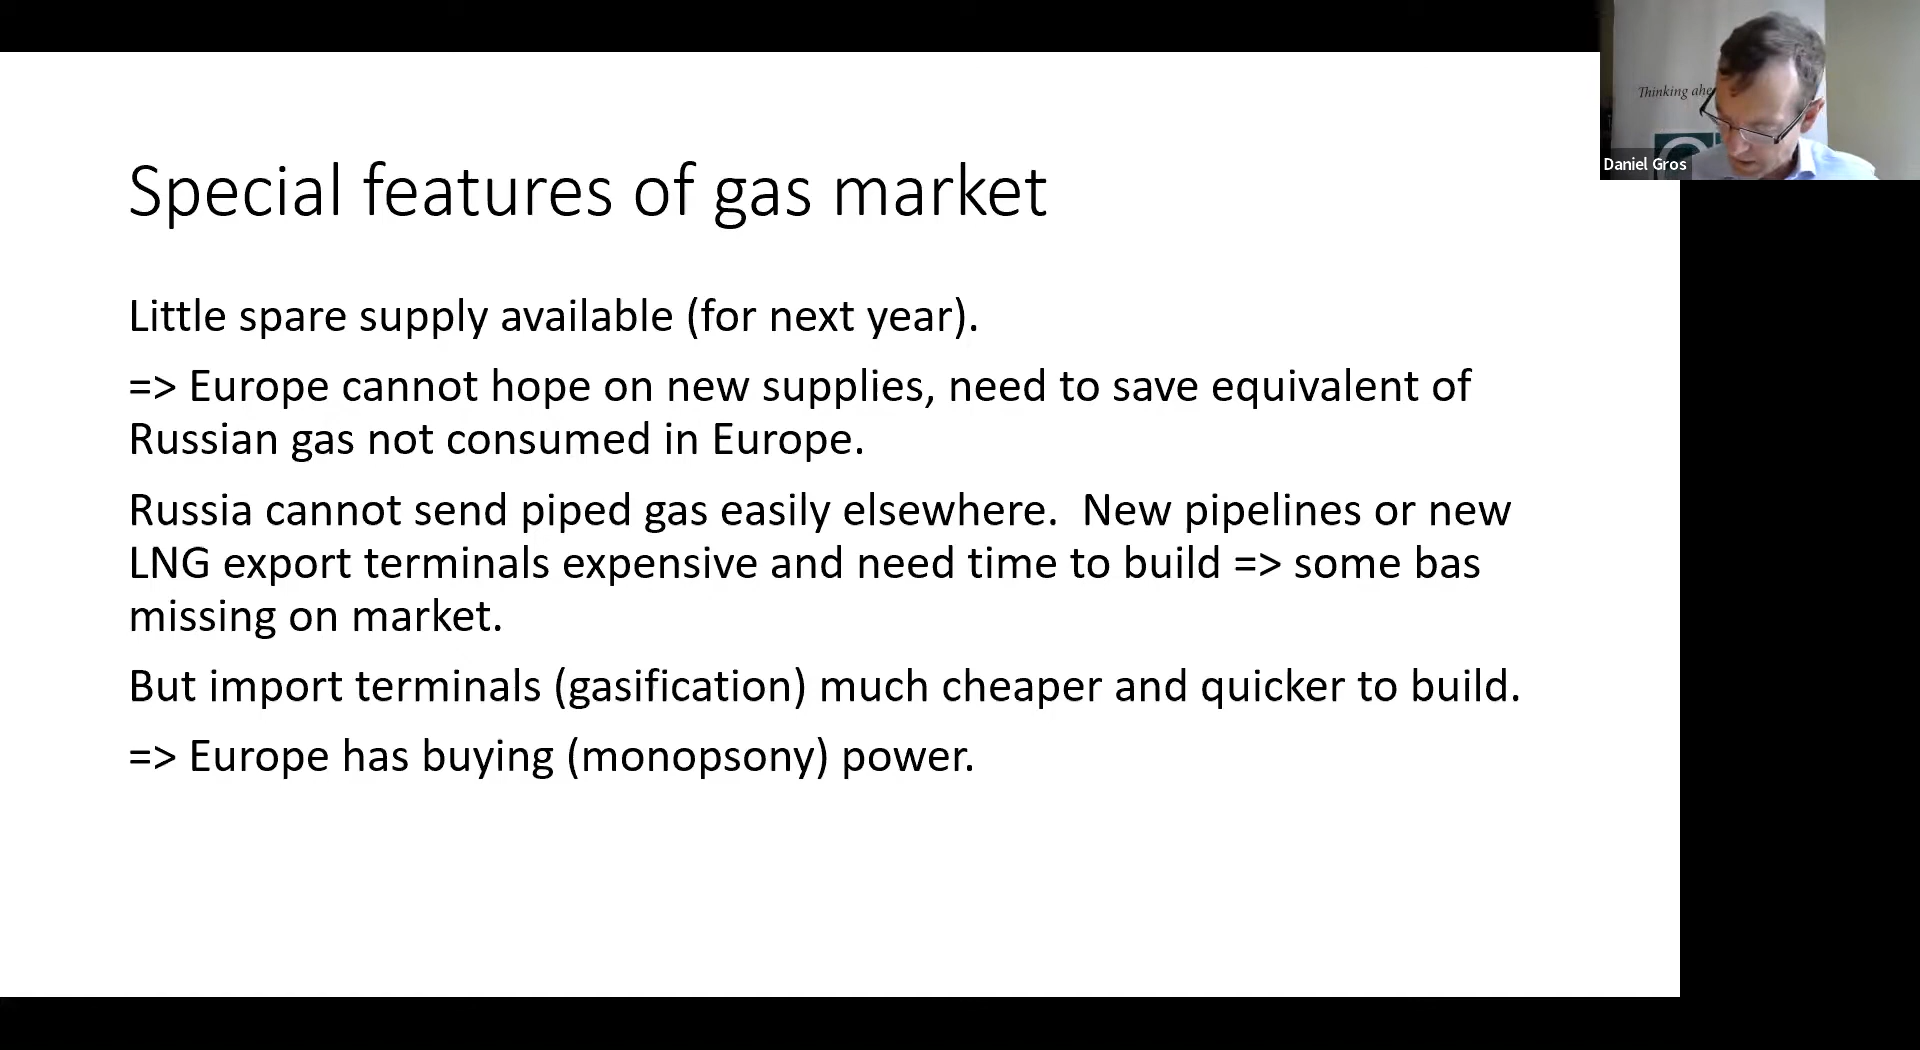 Special features of gas market
Little spare supply available (for next year).
=> Europe cannot hope on new supplies, need to save equivalent of
Russian gas not consumed in Europe.
Russia cannot send piped gas easily elsewhere.  New pipelines or new
LNG export terminals expensive and need time to build => some bas
missing on market.
But import terminals (gasification) much cheaper and quicker to build.
=> Europe has buying (monopsony) power.
Thinking ahe
Daniel Gros